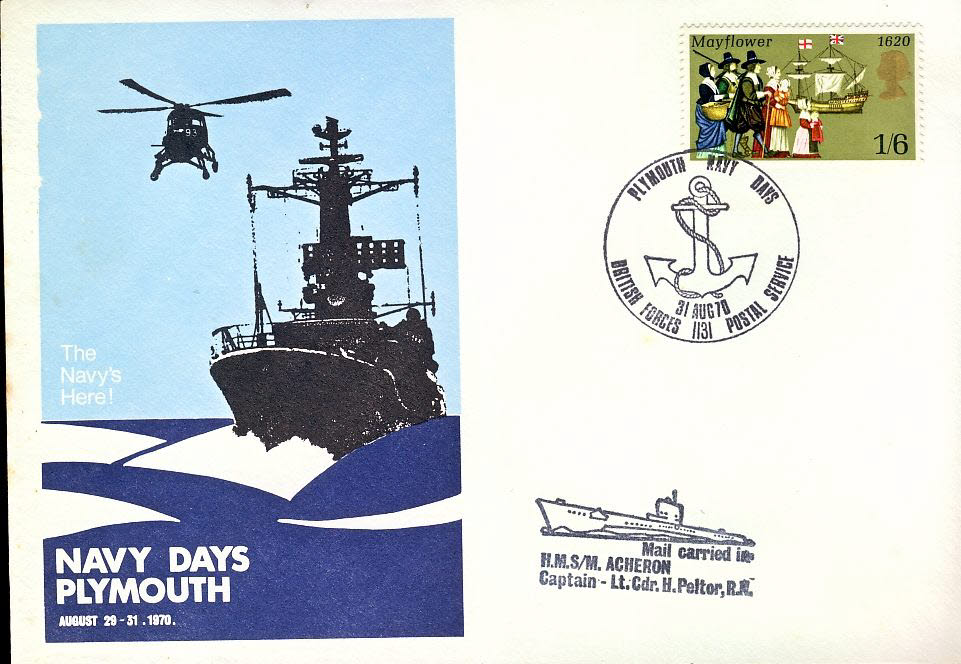 Mayflower 1620
1/6
PLYMOUTH NAVY DAYS
31 AUG 70
BRITISH FORCES 1131 POSTAL SERVICE
93
The
Navy's
Here!
NAVY DAYS
PLYMOUTH
AUGUST 29-31.1970.
Mail carried in
H.M.S/M. ACHERON
Captain - Lt. Cdr. H. Peltor, R.N.